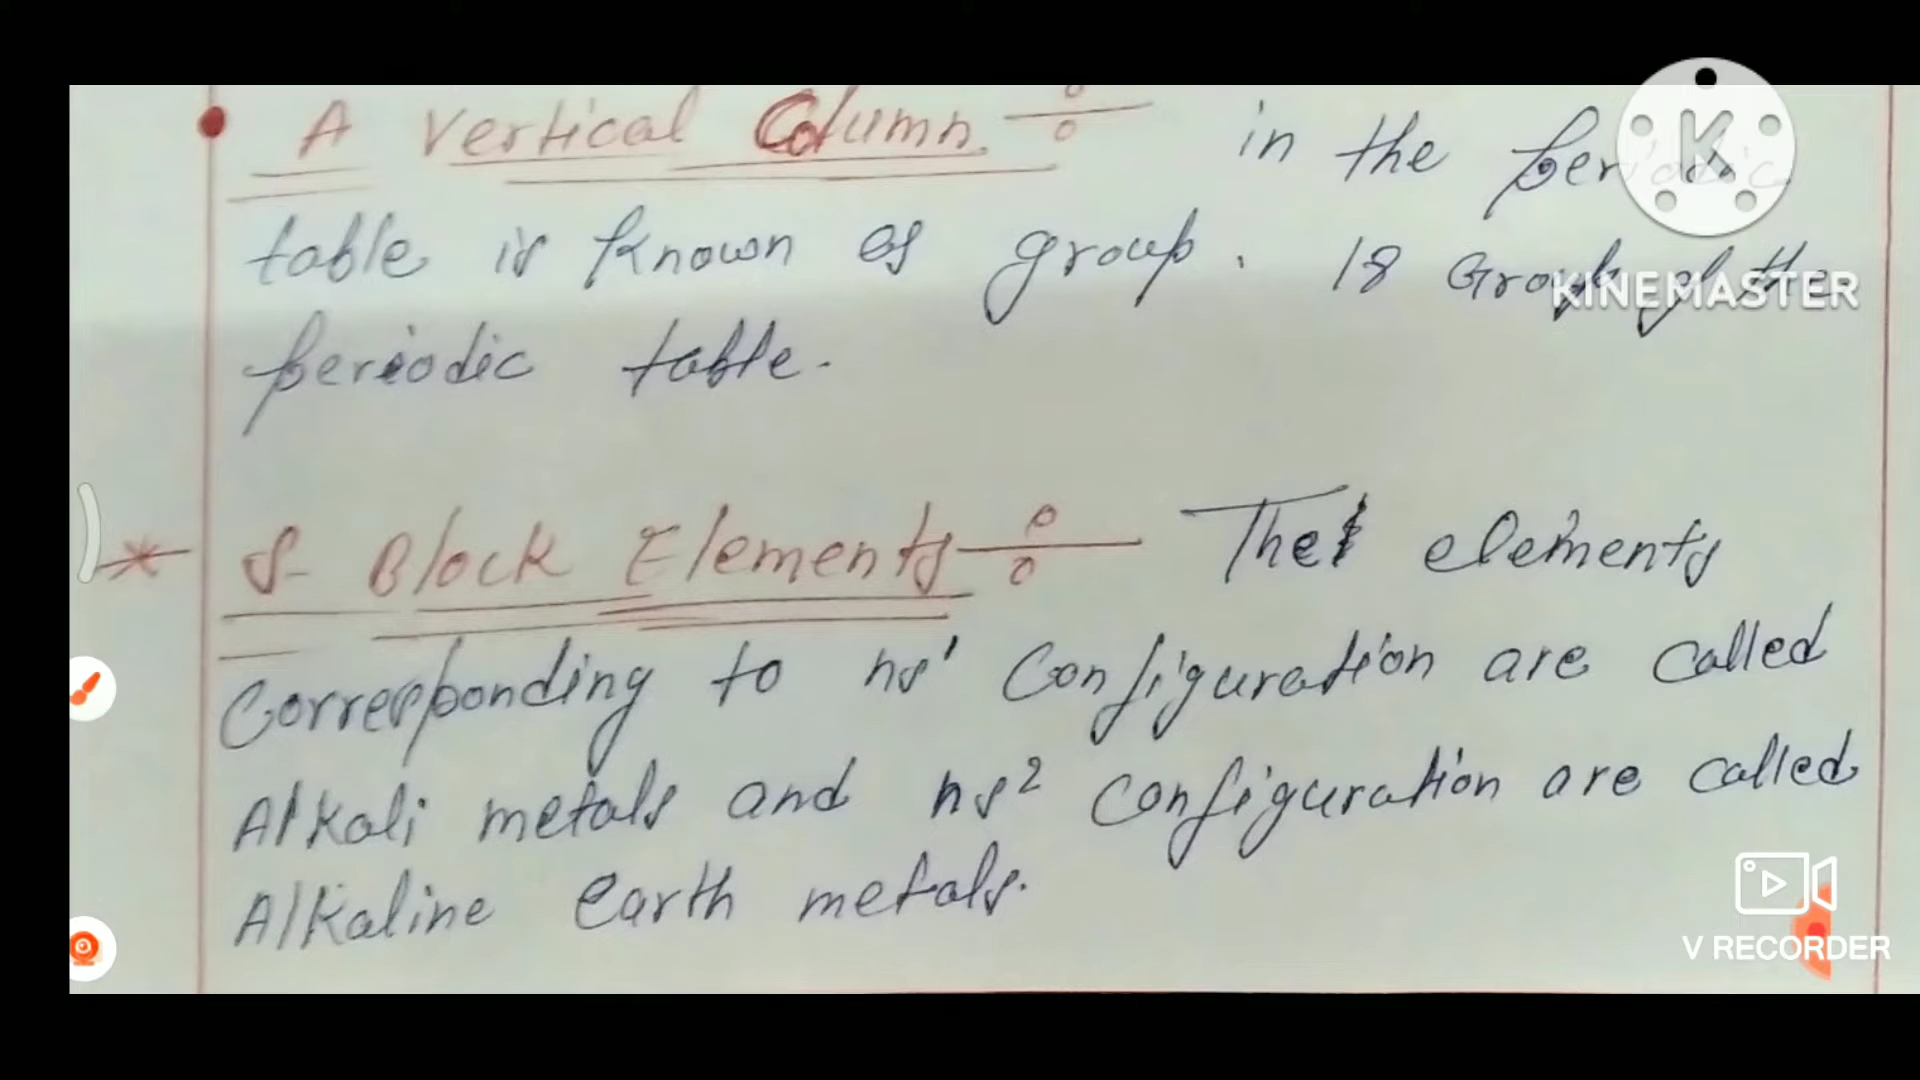 A Vertical Column ÷ in the periodic
table is known as group. 18 Group of the
periodic table.
S- Block Elements ÷ The elements
Corresponding to ns¹ Configuration are called
Alkali metals and ns² Configuration are called
Alkaline earth metals.
K
KINEMASTER
V RECORDER